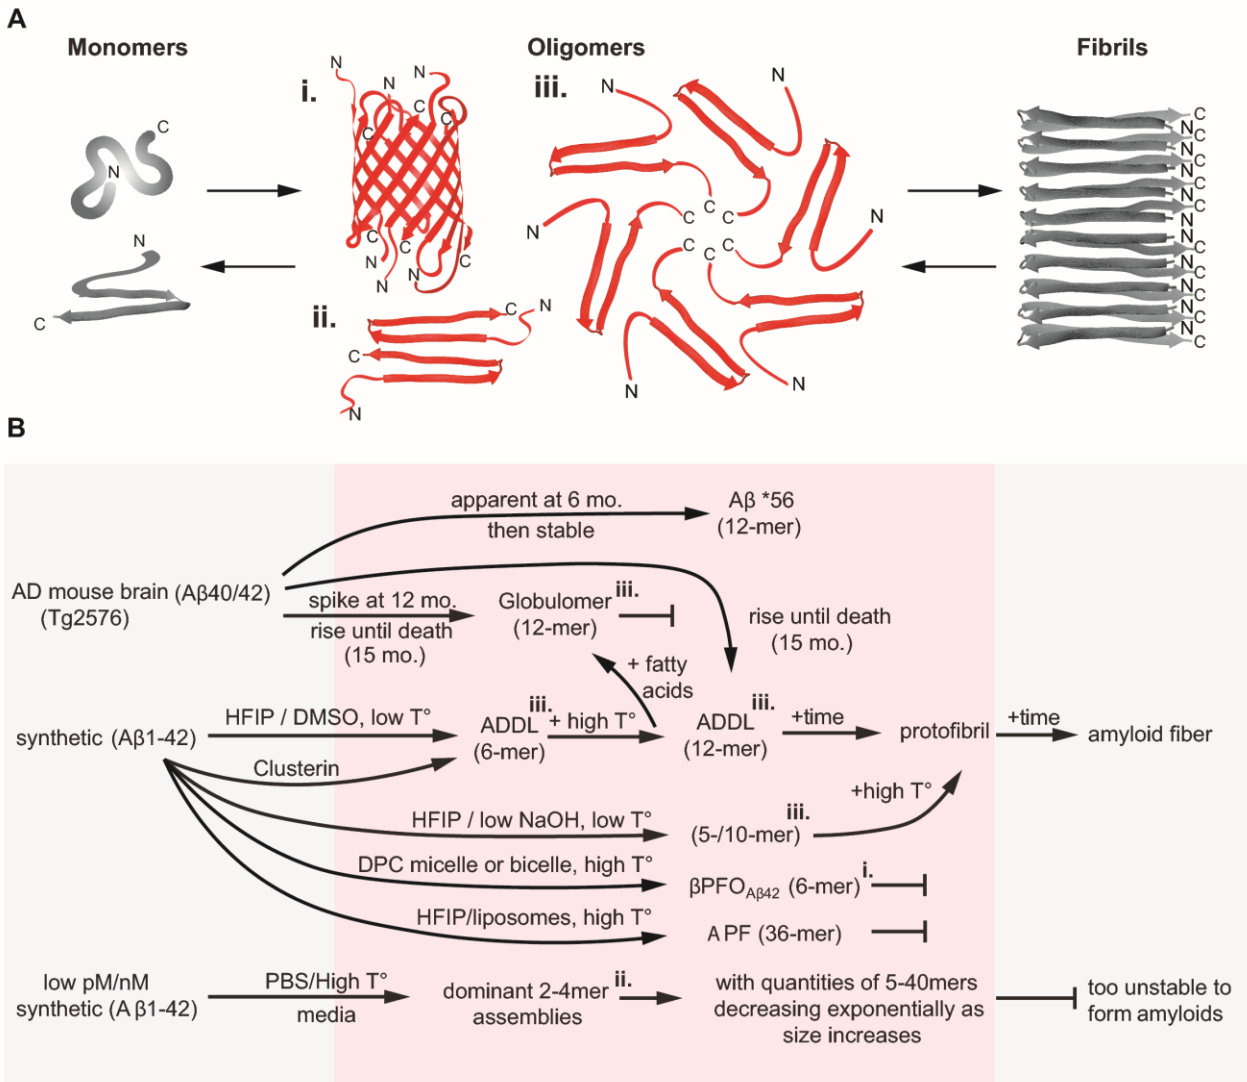 A
Monomers
Oligomers
Fibrils
i.
N
N
N
C
C
C
C
C
C
N
N
N
ii.
C
N
C
N
iii.
N
N
N
N
N
N
C
C
C
C
C
C
C
N
N
C
C
N
C
N
C
N
C
N
C
N
C
N
C
N
C
N
C
N
C
B
apparent at 6 mo.
then stable
Aβ *56
(12-mer)
AD mouse brain (Aβ40/42)
(Tg2576)
spike at 12 mo.
rise until death
(15 mo.)
Globulomer iii.
(12-mer)
rise until death
(15 mo.)
+ fatty
acids
synthetic (Aβ1-42)
HFIP / DMSO, low T°
ADDL iii.
(6-mer)
+ high T°
ADDL iii.
(12-mer)
+time
protofibril
+time
amyloid fiber
Clusterin
+high T°
HFIP / low NaOH, low T°
(5-/10-mer) iii.
DPC micelle or bicelle, high T°
βPFOAβ42 (6-mer) i.
HFIP/liposomes, high T°
APF (36-mer)
low pM/nM
synthetic (Aβ1-42)
PBS/High T°
media
dominant 2-4mer
assemblies
ii.
with quantities of 5-40mers
decreasing exponentially as
size increases
too unstable to
form amyloids